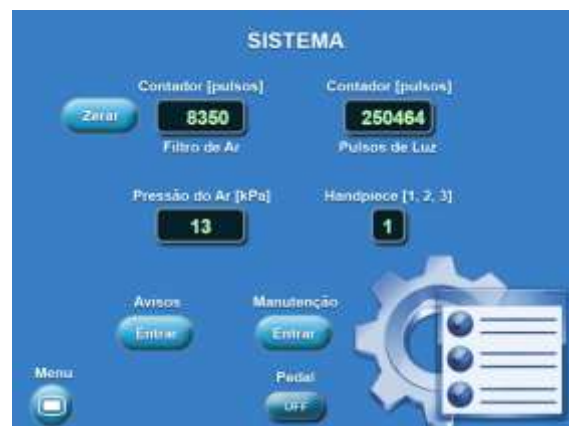 SISTEMA
Contador [pulsos] Contador [pulsos]
Zerar 8350 250464
Filtro de Ar Pulsos de Luz
Pressão do Ar [kPa] Handpiece [1, 2, 3]
13 1
Avisos Manutenção
Entrar Entrar
Menu Pedal
OFF